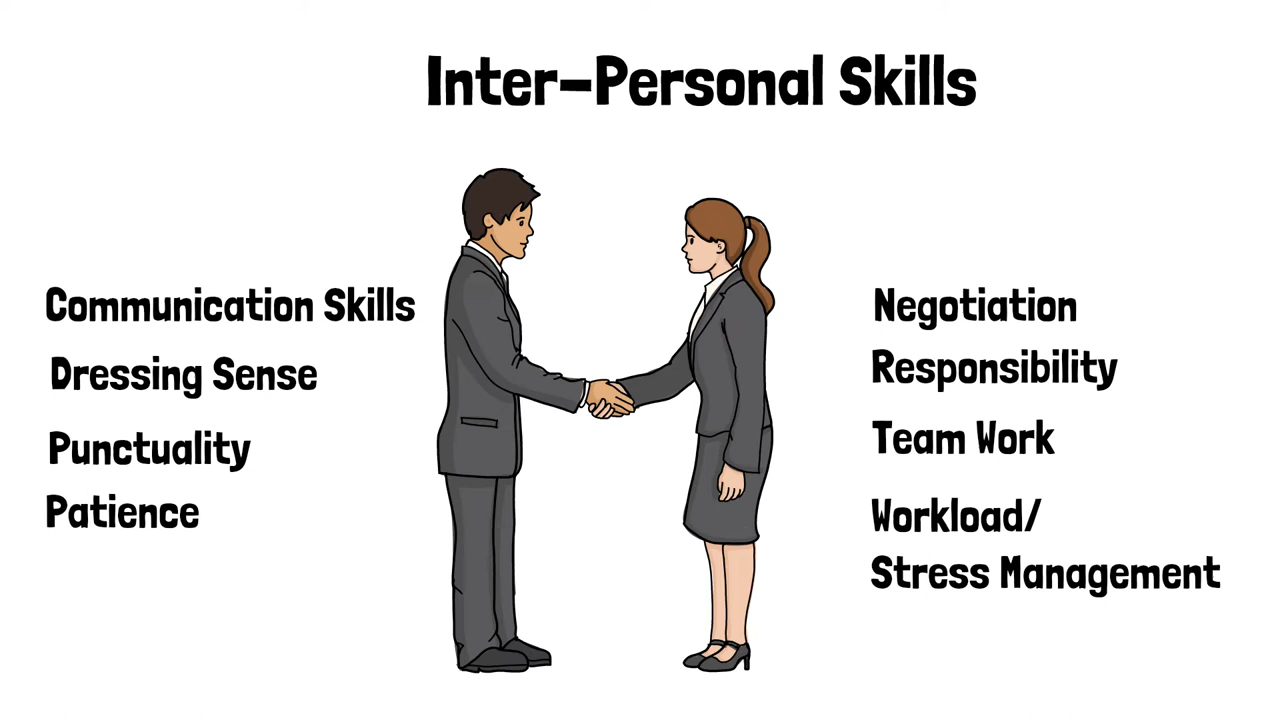 Inter-Personal Skills
Communication Skills
Dressing Sense
Punctuality
Patience
Negotiation
Responsibility
Team Work
Workload/
Stress Management